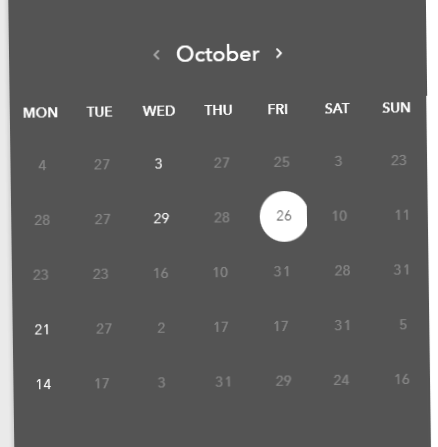 ‹ October ›
MON TUE WED THU FRI SAT SUN
4 27 3 27 25 3 23
28 27 29 28 26 10 11
23 23 16 10 31 28 31
21 27 2 17 17 31 5
14 17 3 31 29 24 16